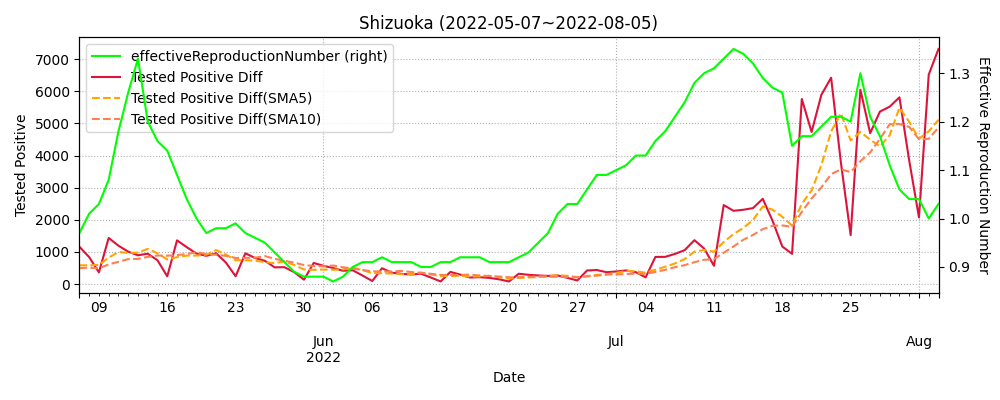 Shizuoka (2022-05-07~2022-08-05)
effectiveReproductionNumber (right)
Tested Positive Diff
Tested Positive Diff(SMA5)
Tested Positive Diff(SMA10)
Tested Positive
7000
6000
5000
4000
3000
2000
1000
0
Effective Reproduction Number
1.3
1.2
1.1
1.0
0.9
09 16 23 30 06 13 20 27 04 11 18 25
Jun Jul Aug
2022
Date